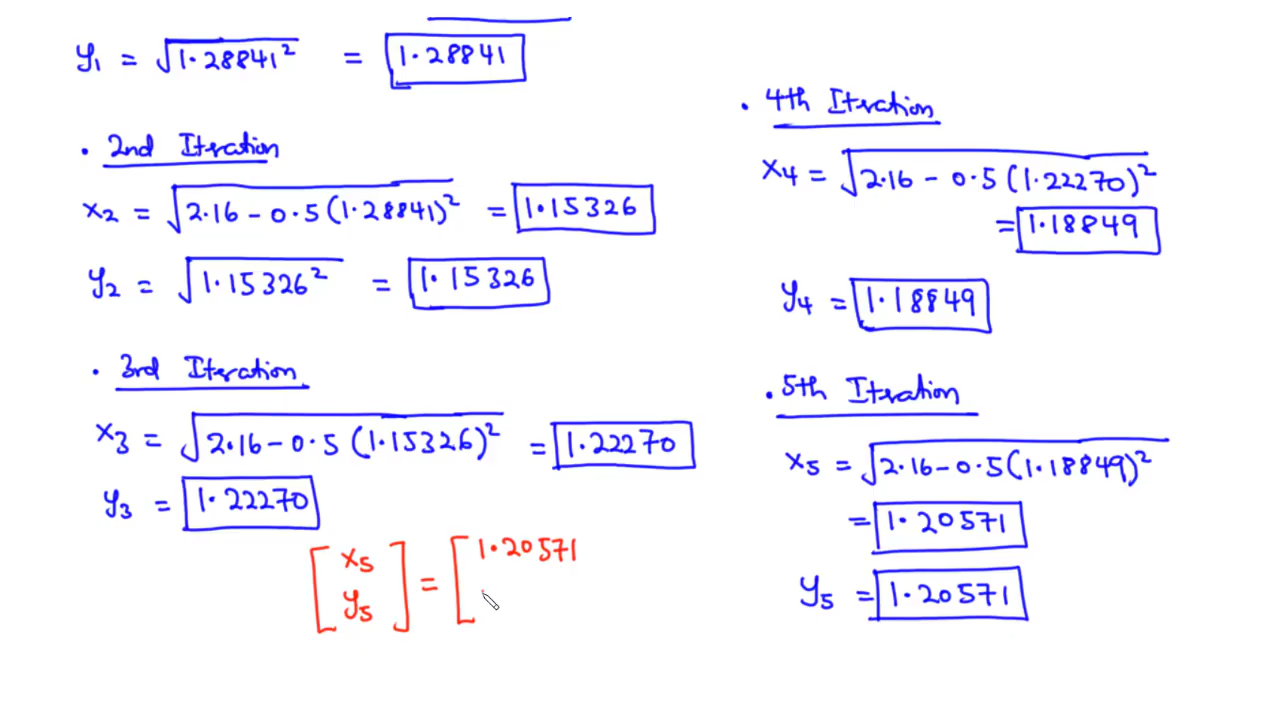 y₁ = √1.28841² = 1.28841
• 2nd Iteration
x₂ = √2.16 - 0.5(1.28841)² = 1.15326
y₂ = √1.15326² = 1.15326
• 3rd Iteration
x₃ = √2.16 - 0.5(1.15326)² = 1.22270
y₃ = 1.22270
[x₅ y₅] = [1.20571
• 4th Itration
x₄ = √2.16 - 0.5(1.22270)²
= 1.18849
y₄ = 1.18849
• 5th Iteration
x₅ = √2.16 - 0.5(1.18849)²
= 1.20571
y₅ = 1.20571